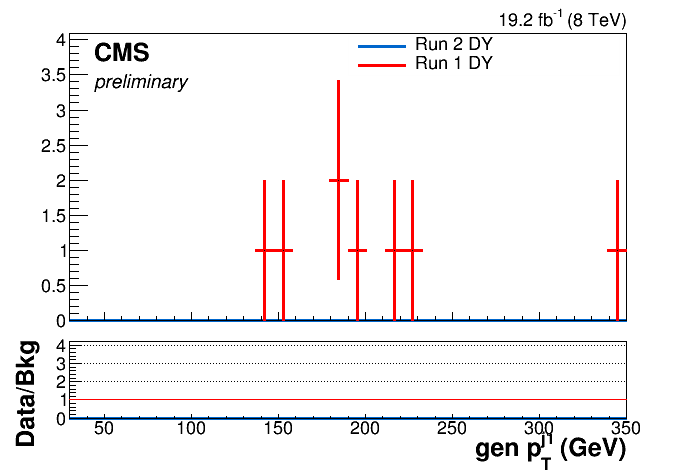 19.2 fb⁻¹ (8 TeV)
CMS
preliminary
Run 2 DY
Run 1 DY
4
3.5
3
2.5
2
1.5
1
0.5
0
Data/Bkg
4
3
2
1
0
50 100 150 200 250 300 350
gen p_T^j1 (GeV)